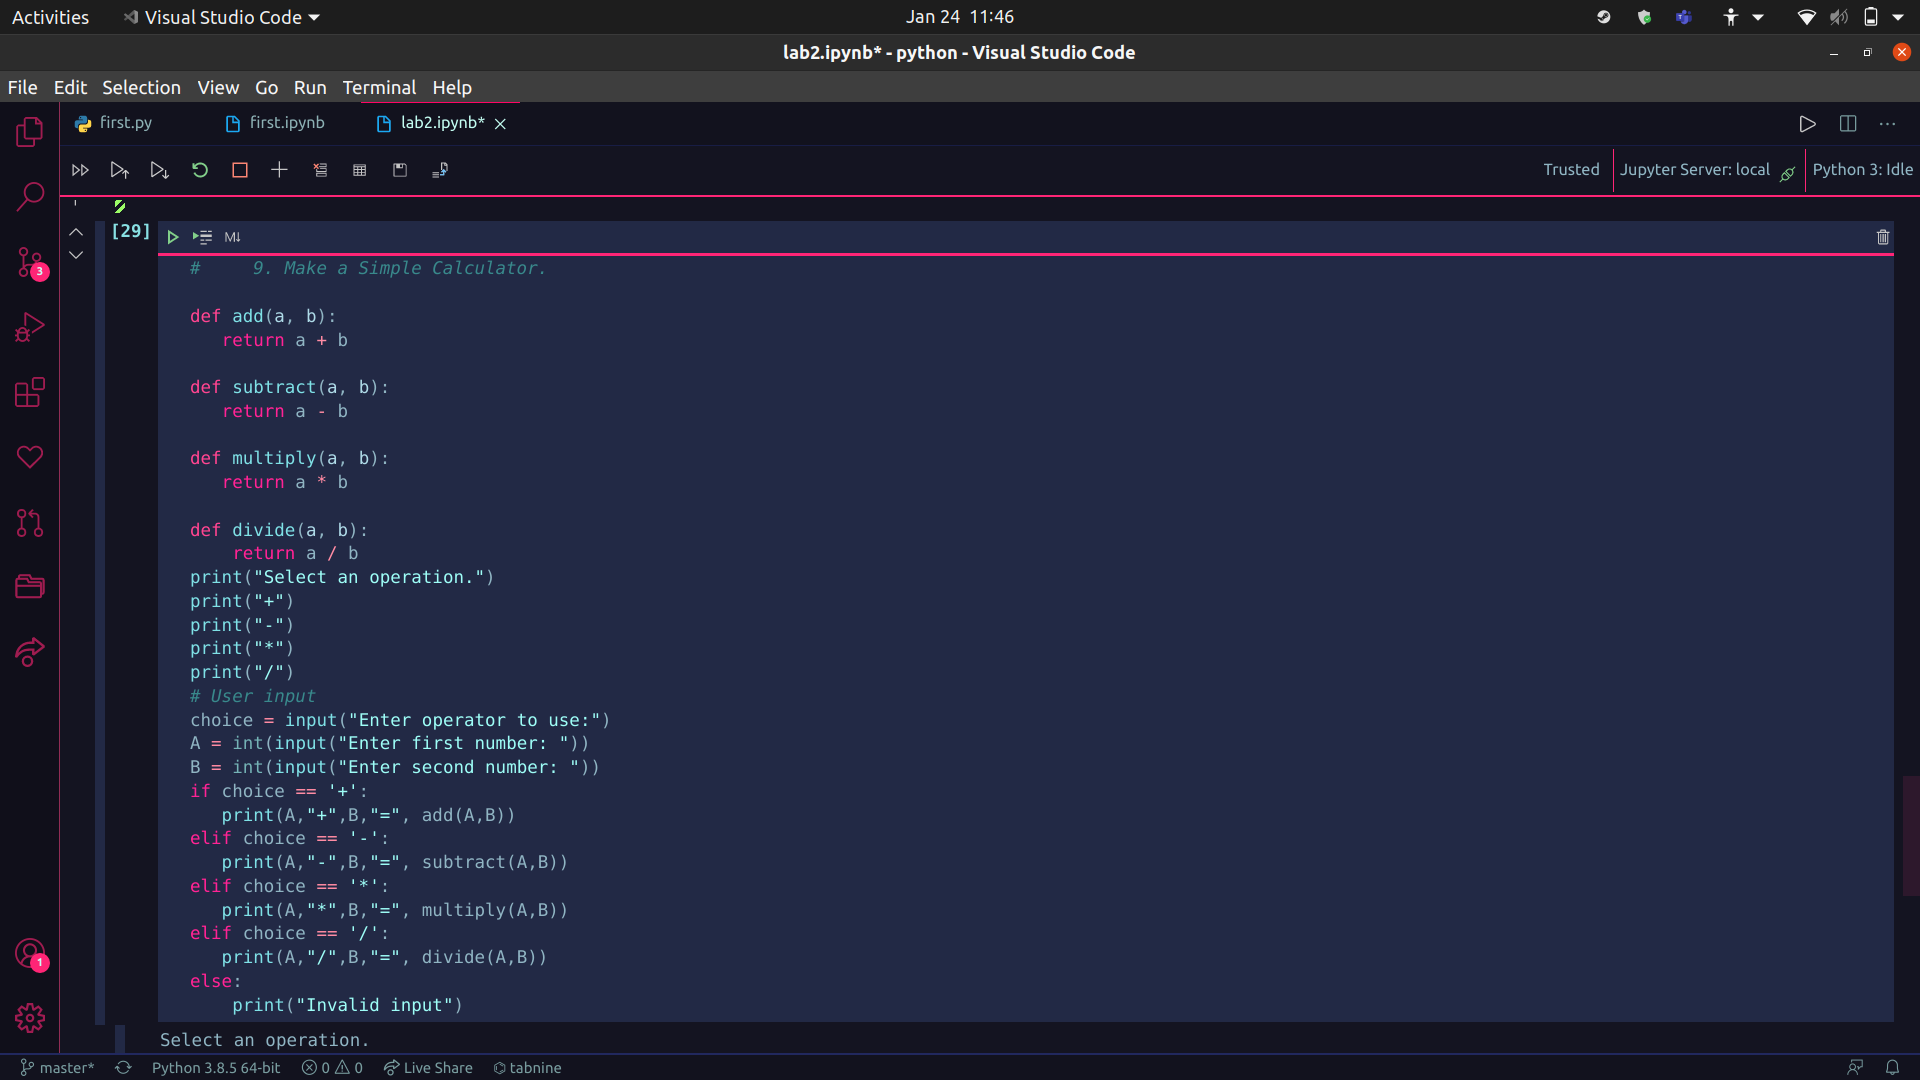 Activities Visual Studio Code Jan 24 11:46
lab2.ipynb* - python - Visual Studio Code
File Edit Selection View Go Run Terminal Help
first.py first.ipynb lab2.ipynb*
Trusted Jupyter Server: local Python 3: Idle
[29] M↓
3
# 9. Make a Simple Calculator.
def add(a, b):
return a + b
def subtract(a, b):
return a - b
def multiply(a, b):
return a * b
def divide(a, b):
return a / b
print("Select an operation.")
print("+")
print("-")
print("*")
print("/")
# User input
choice = input("Enter operator to use:")
A = int(input("Enter first number: "))
B = int(input("Enter second number: "))
if choice == '+':
print(A,"+",B,"=", add(A,B))
elif choice == '-':
print(A,"-",B,"=", subtract(A,B))
elif choice == '*':
print(A,"*",B,"=", multiply(A,B))
elif choice == '/':
print(A,"/",B,"=", divide(A,B))
1
else:
print("Invalid input")
Select an operation.
master* Python 3.8.5 64-bit 0 0 Live Share tabnine